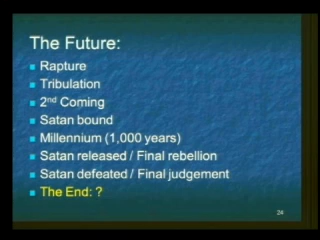 The Future:
Rapture
Tribulation
2nd Coming
Satan bound
Millennium (1,000 years)
Satan released / Final rebellion
Satan defeated / Final judgement
The End: ?
24